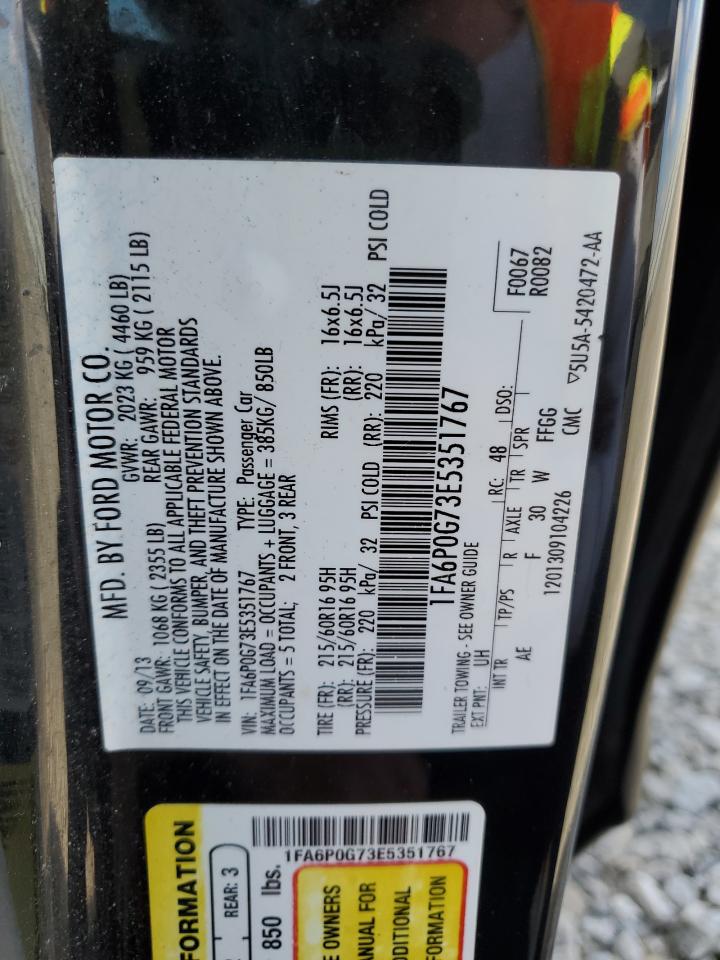 MFD. BY FORD MOTOR CO.
DATE: 09/13 GVWR: 2023 KG ( 4460 LB)
FRONT GAWR: 1068 KG ( 2355 LB) REAR GAWR: 959 KG ( 2115 LB)
THIS VEHICLE CONFORMS TO ALL APPLICABLE FEDERAL MOTOR
VEHICLE SAFETY, BUMPER, AND THEFT PREVENTION STANDARDS
IN EFFECT ON THE DATE OF MANUFACTURE SHOWN ABOVE.
VIN: 1FA6P0G73E5351767 TYPE: Passenger Car
MAXIMUM LOAD = OCCUPANTS + LUGGAGE = 385KG/ 850LB
OCCUPANTS = 5 TOTAL; 2 FRONT, 3 REAR
TIRE (FR): 215/60R16 95H RIMS (FR): 16x6.5J
(RR): 215/60R16 95H (RR): 16x6.5J
PRESSURE (FR): 220 kPa/ 32 PSI COLD (RR): 220 kPa/ 32 PSI COLD
1FA6P0G73E5351767
TRAILER TOWING - SEE OWNER GUIDE
EXT PNT: UH RC: 48 DSO: F0067
R0082
INT TR TP/PS R AXLE TR SPR
AE F 30 W FFGG
1201309104226 CMC ▽5U5A-5420472-AA
FORMATION
REAR: 3
850 lbs.
1FA6P0G73E5351767
E OWNERS
ANUAL FOR
DDITIONAL
FORMATION